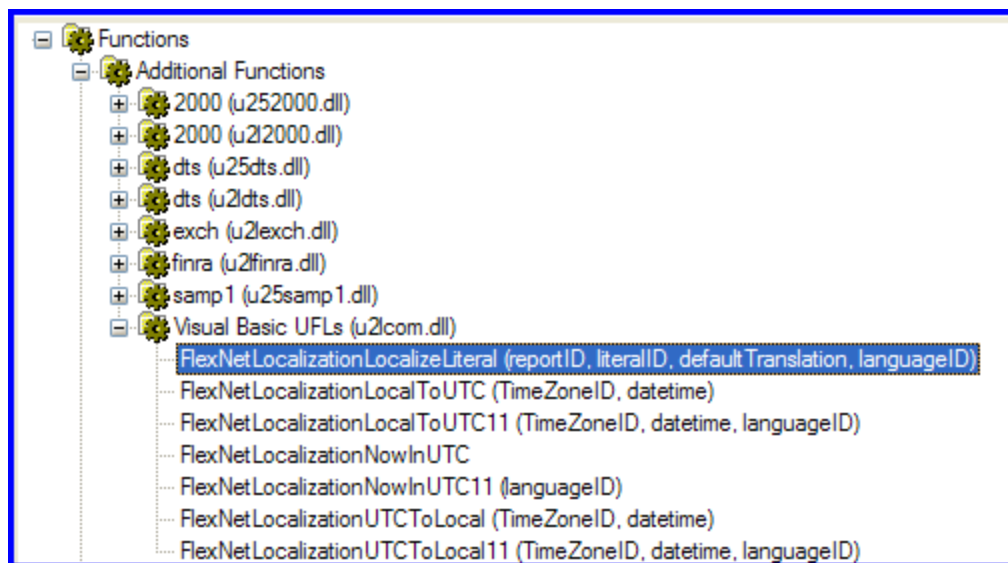 Functions
Additional Functions
2000 (u252000.dll)
2000 (u2l2000.dll)
dts (u25dts.dll)
dts (u2ldts.dll)
exch (u2lexch.dll)
finra (u2lfinra.dll)
samp1 (u25samp1.dll)
Visual Basic UFLs (u2lcom.dll)
FlexNetLocalizationLocalizeLiteral (reportID, literalID, defaultTranslation, languageID)
FlexNetLocalizationLocalToUTC (TimeZoneID, datetime)
FlexNetLocalizationLocalToUTC11 (TimeZoneID, datetime, languageID)
FlexNetLocalizationNowInUTC
FlexNetLocalizationNowInUTC11 (languageID)
FlexNetLocalizationUTCToLocal (TimeZoneID, datetime)
FlexNetLocalizationUTCToLocal11 (TimeZoneID, datetime, languageID)